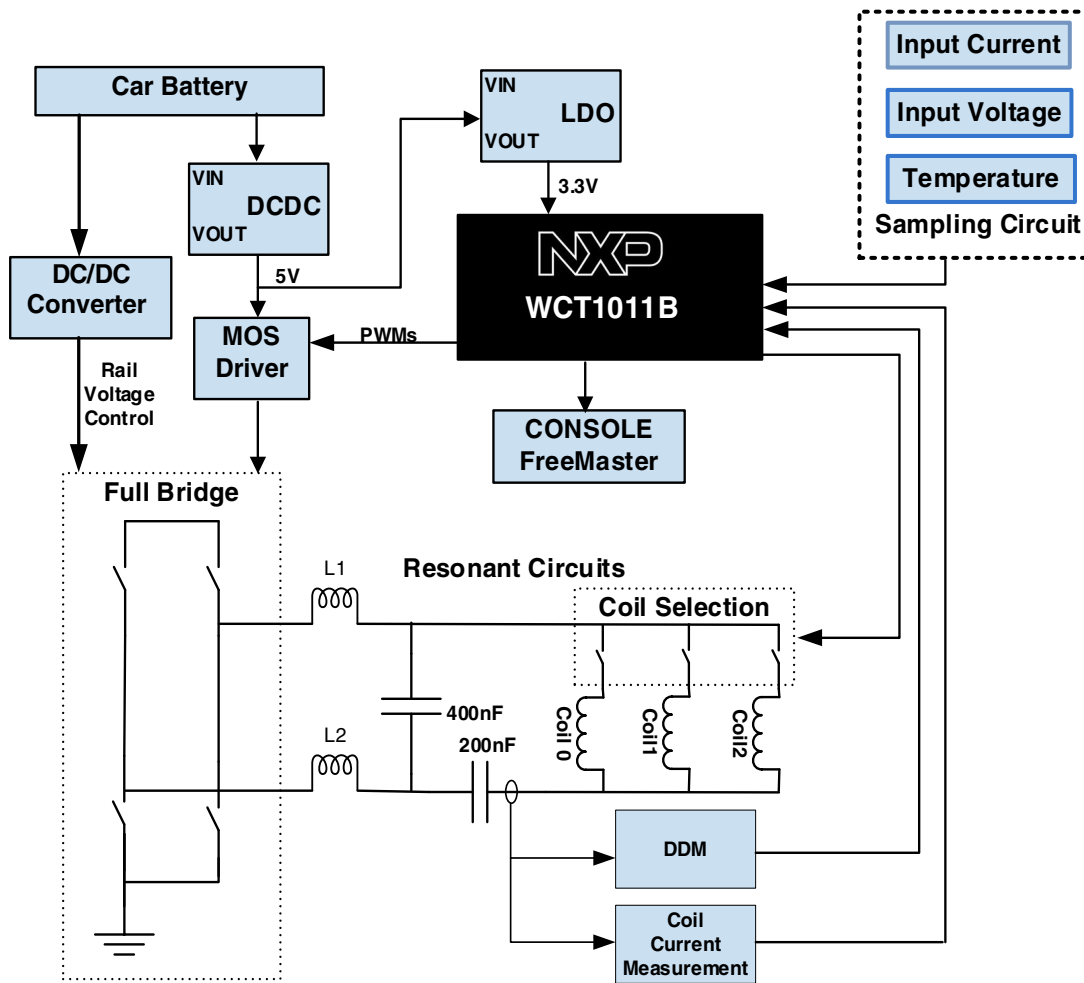 Car Battery
VIN
DCDC
VOUT
5V
DC/DC
Converter
Rail
Voltage
Control
MOS
Driver
PWMs
VIN
LDO
VOUT
3.3V
NXP
WCT1011B
CONSOLE
FreeMaster
Input Current
Input Voltage
Temperature
Sampling Circuit
Full Bridge
L1
L2
Resonant Circuits
Coil Selection
400nF
200nF
Coil 0
Coil1
Coil2
DDM
Coil
Current
Measurement